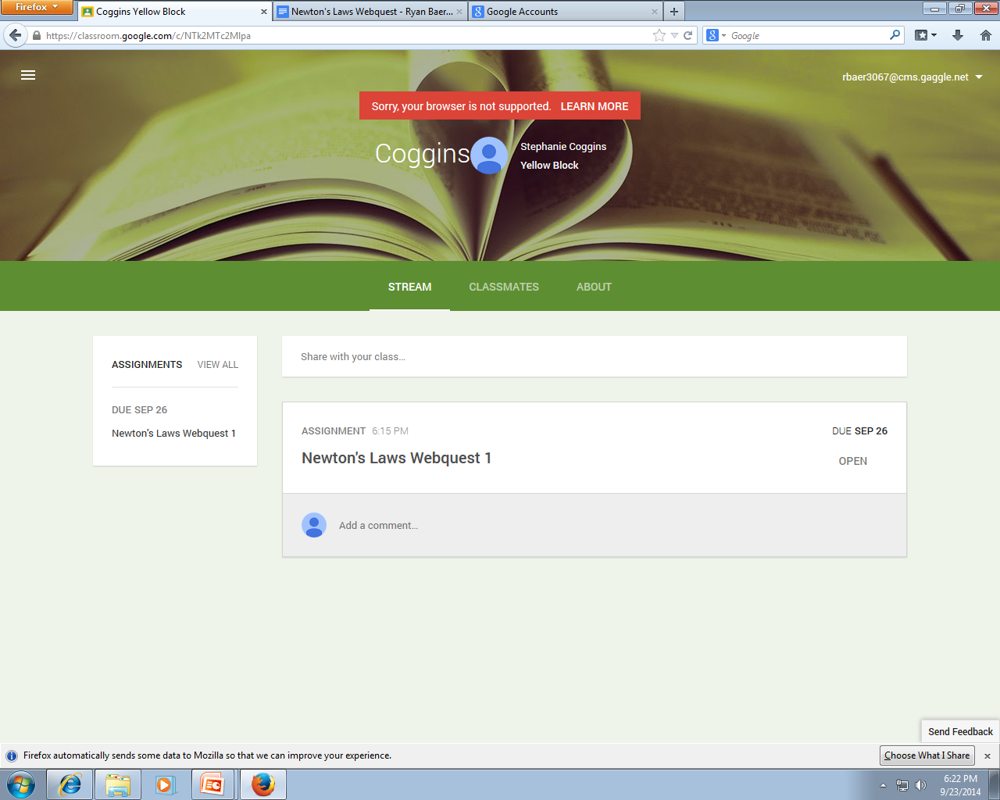 Firefox
Coggins Yellow Block
Newton's Laws Webquest - Ryan Baer...
Google Accounts
https://classroom.google.com/c/NTk2MTc2MIpa
Google
rbaer3067@cms.gaggle.net
Sorry, your browser is not supported. LEARN MORE
Coggins
Stephanie Coggins
Yellow Block
STREAM CLASSMATES ABOUT
ASSIGNMENTS VIEW ALL
DUE SEP 26
Newton's Laws Webquest 1
Share with your class...
ASSIGNMENT 6:15 PM
DUE SEP 26
Newton's Laws Webquest 1
OPEN
Add a comment...
Send Feedback
Firefox automatically sends some data to Mozilla so that we can improve your experience.
Choose What I Share
6:22 PM
9/23/2014